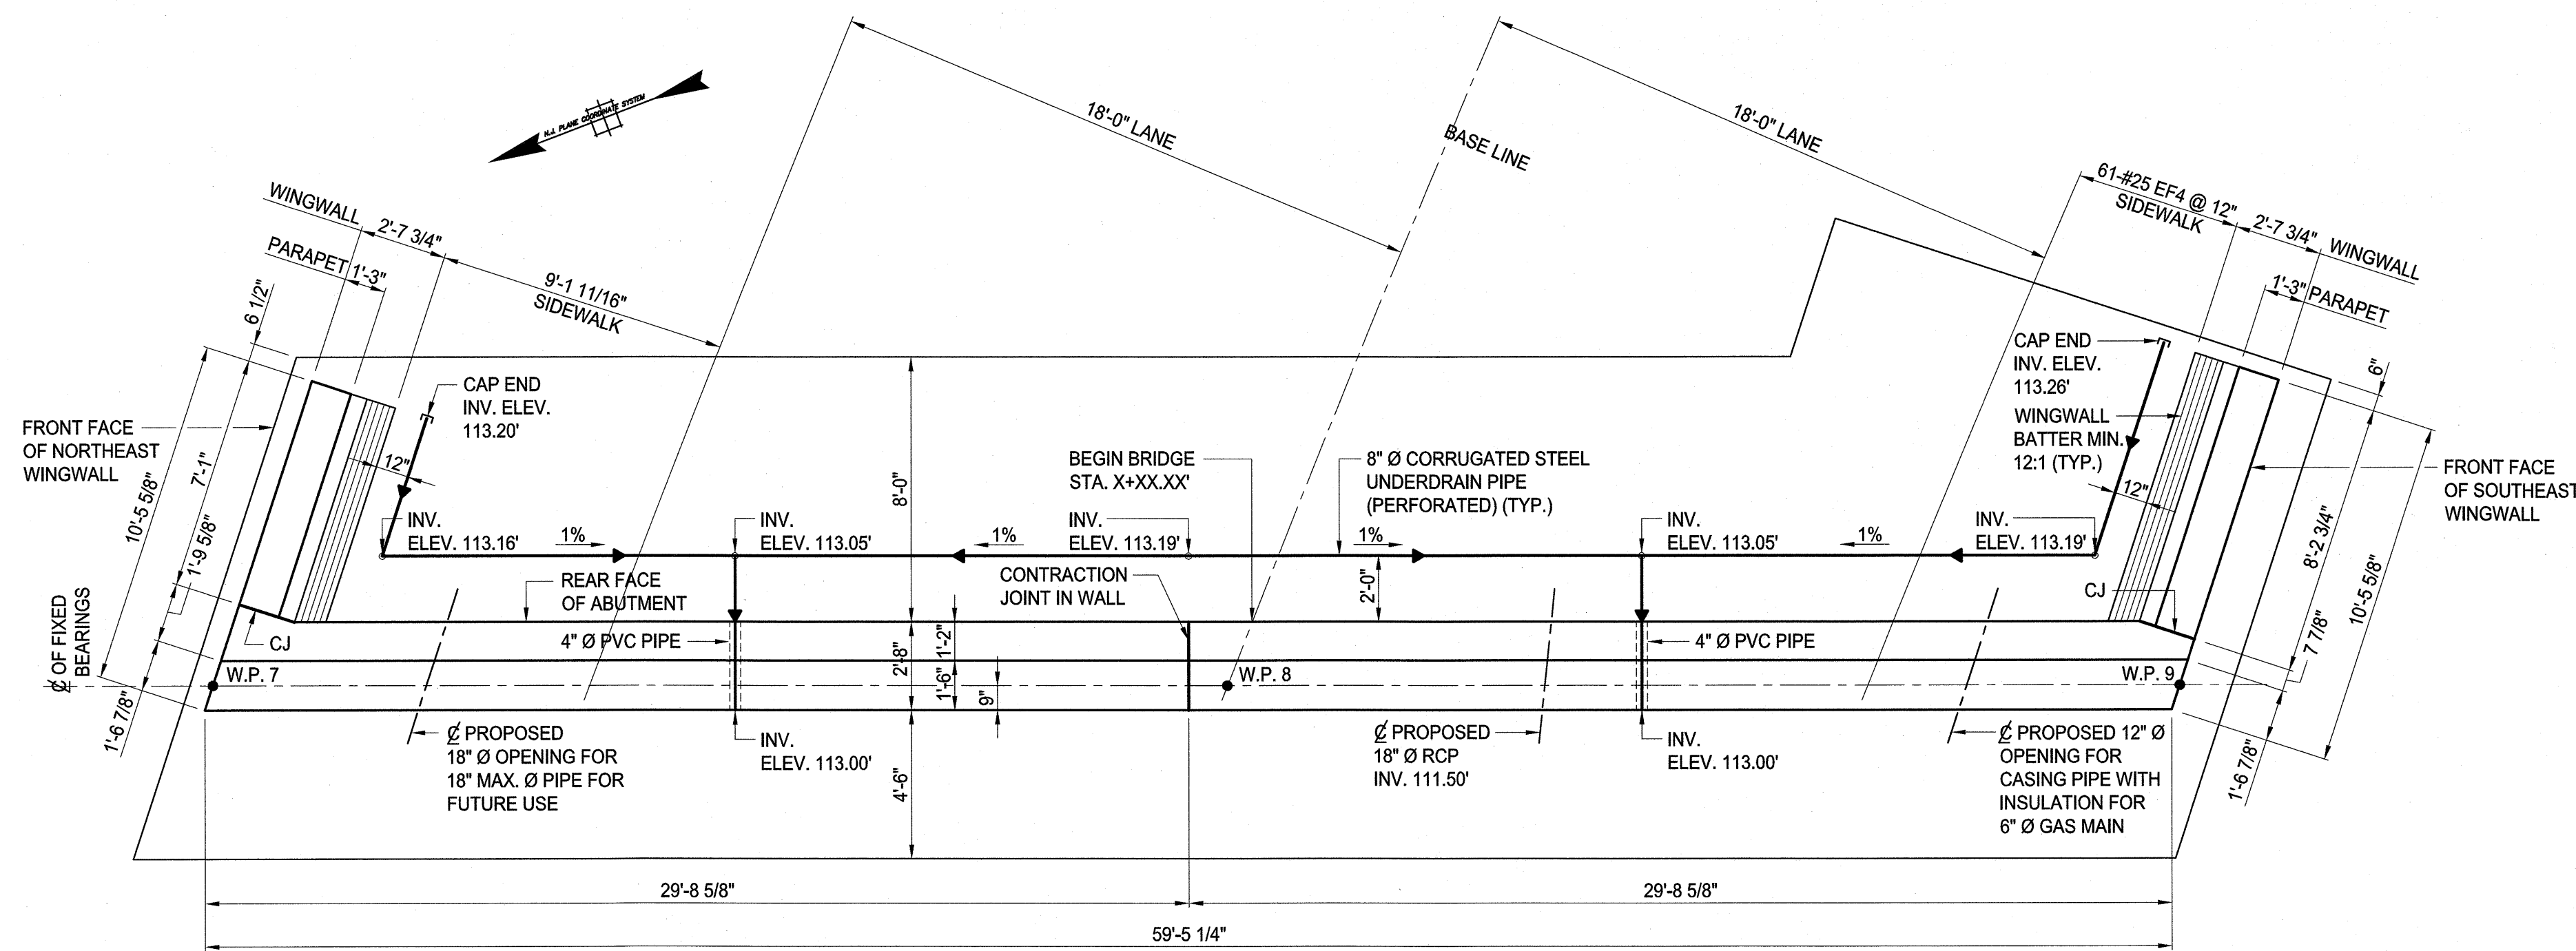 18'-0" LANE
BASE LINE
18'-0" LANE
N.J. PLANE COORDINATE SYSTEM
WINGWALL
2'-7 3/4"
PARAPET 1'-3"
6 1/2"
9'-1 11/16"
SIDEWALK
61-#25 EF4 @ 12"
SIDEWALK
2'-7 3/4" WINGWALL
1'-3" PARAPET
6"
CAP END
INV. ELEV.
113.20'
CAP END
INV. ELEV.
113.26'
WINGWALL
BATTER MIN.
12:1 (TYP.)
FRONT FACE
OF NORTHEAST
WINGWALL
10'-5 5/8"
7'-1"
1'-9 5/8"
1'-6 7/8"
12"
8'-0"
BEGIN BRIDGE
STA. X+XX.XX'
8" Ø CORRUGATED STEEL
UNDERDRAIN PIPE
(PERFORATED) (TYP.)
12"
FRONT FACE
OF SOUTHEAST
WINGWALL
8'-2 3/4"
10'-5 5/8"
7 7/8"
1'-6 7/8"
INV.
ELEV. 113.16'
1%
INV.
ELEV. 113.05'
1%
INV.
ELEV. 113.19'
1%
INV.
ELEV. 113.05'
1%
INV.
ELEV. 113.19'
REAR FACE
OF ABUTMENT
CONTRACTION
JOINT IN WALL
2'-0"
CJ
CJ
℄ OF FIXED
BEARINGS
4" Ø PVC PIPE
2'-8"
1'-2"
1'-6"
9"
4" Ø PVC PIPE
W.P. 7
W.P. 8
W.P. 9
℄ PROPOSED
18" Ø OPENING FOR
18" MAX. Ø PIPE FOR
FUTURE USE
INV.
ELEV. 113.00'
4'-6"
℄ PROPOSED
18" Ø RCP
INV. 111.50'
INV.
ELEV. 113.00'
℄ PROPOSED 12" Ø
OPENING FOR
CASING PIPE WITH
INSULATION FOR
6" Ø GAS MAIN
29'-8 5/8"
29'-8 5/8"
59'-5 1/4"